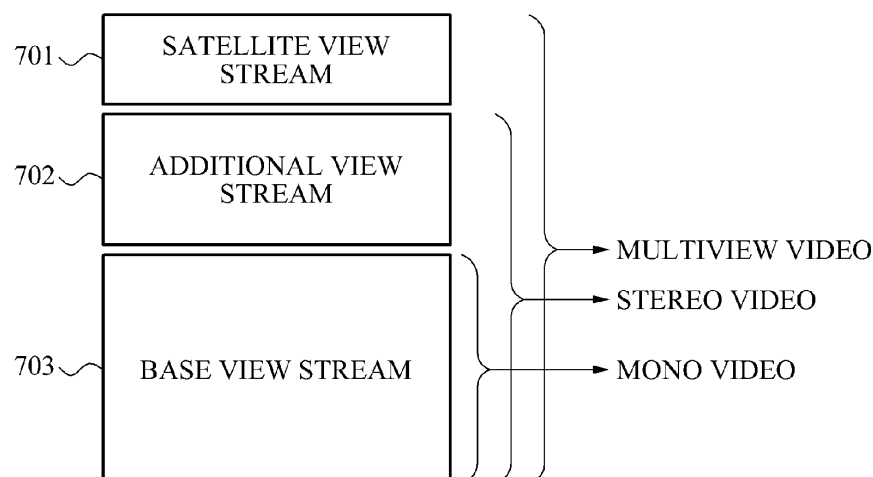 701
SATELLITE VIEW
STREAM
702
ADDITIONAL VIEW
STREAM
MULTIVIEW VIDEO
STEREO VIDEO
703
BASE VIEW STREAM
MONO VIDEO